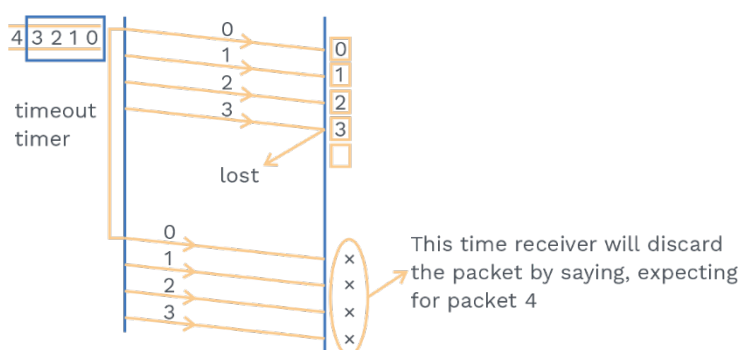 4 3 2 1 0
0
0
1
1
2
2
3
3
timeout
timer
lost
0
1
2
3
×
×
×
×
This time receiver will discard
the packet by saying, expecting
for packet 4